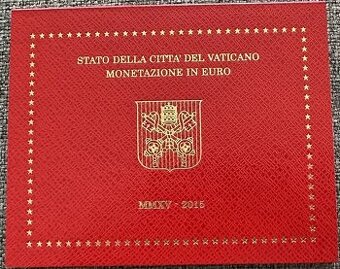 STATO DELLA CITTA' DEL VATICANO
MONETAZIONE IN EURO
MMXV - 2015